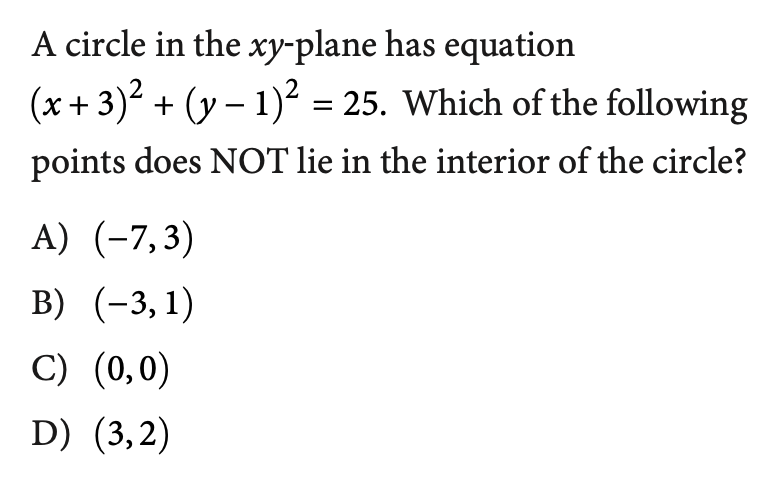 A circle in the xy-plane has equation
(x + 3)² + (y − 1)² = 25. Which of the following
points does NOT lie in the interior of the circle?
A) (−7, 3)
B) (−3, 1)
C) (0, 0)
D) (3, 2)